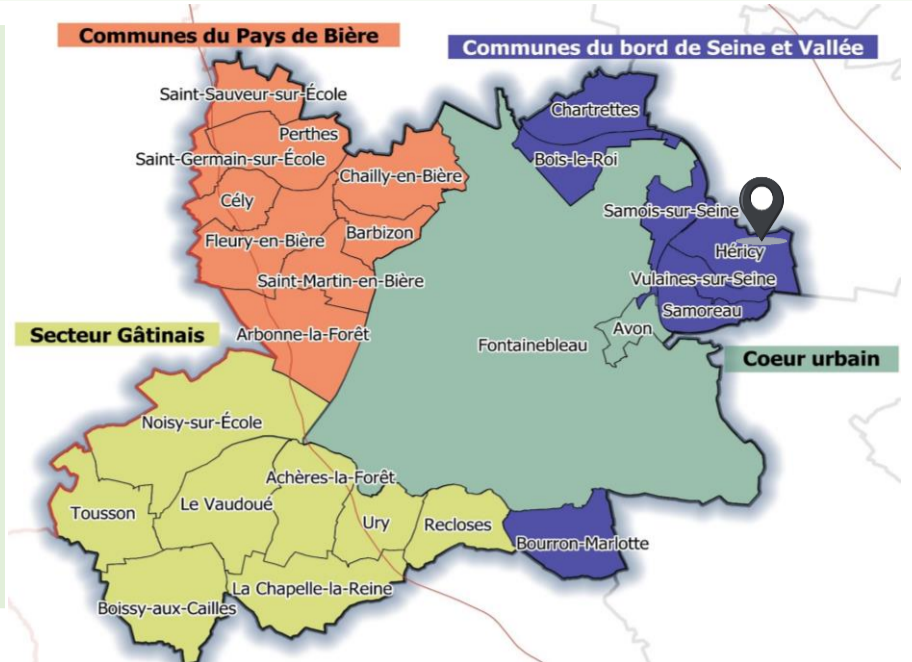 Communes du Pays de Bière
Communes du bord de Seine et Vallée
Saint-Sauveur-sur-École
Chartrettes
Perthes
Saint-Germain-sur-École
Bois-le-Roi
Chailly-en-Bière
Cély
Samois-sur-Seine
Fleury-en-Bière
Barbizon
Héricy
Saint-Martin-en-Bière
Vulaines-sur-Seine
Samoreau
Secteur Gâtinais
Arbonne-la-Forêt
Avon
Fontainebleau
Coeur urbain
Noisy-sur-École
Achères-la-Forêt
Le Vaudoué
Tousson
Ury
Recloses
Bourron-Marlotte
La Chapelle-la-Reine
Boissy-aux-Cailles